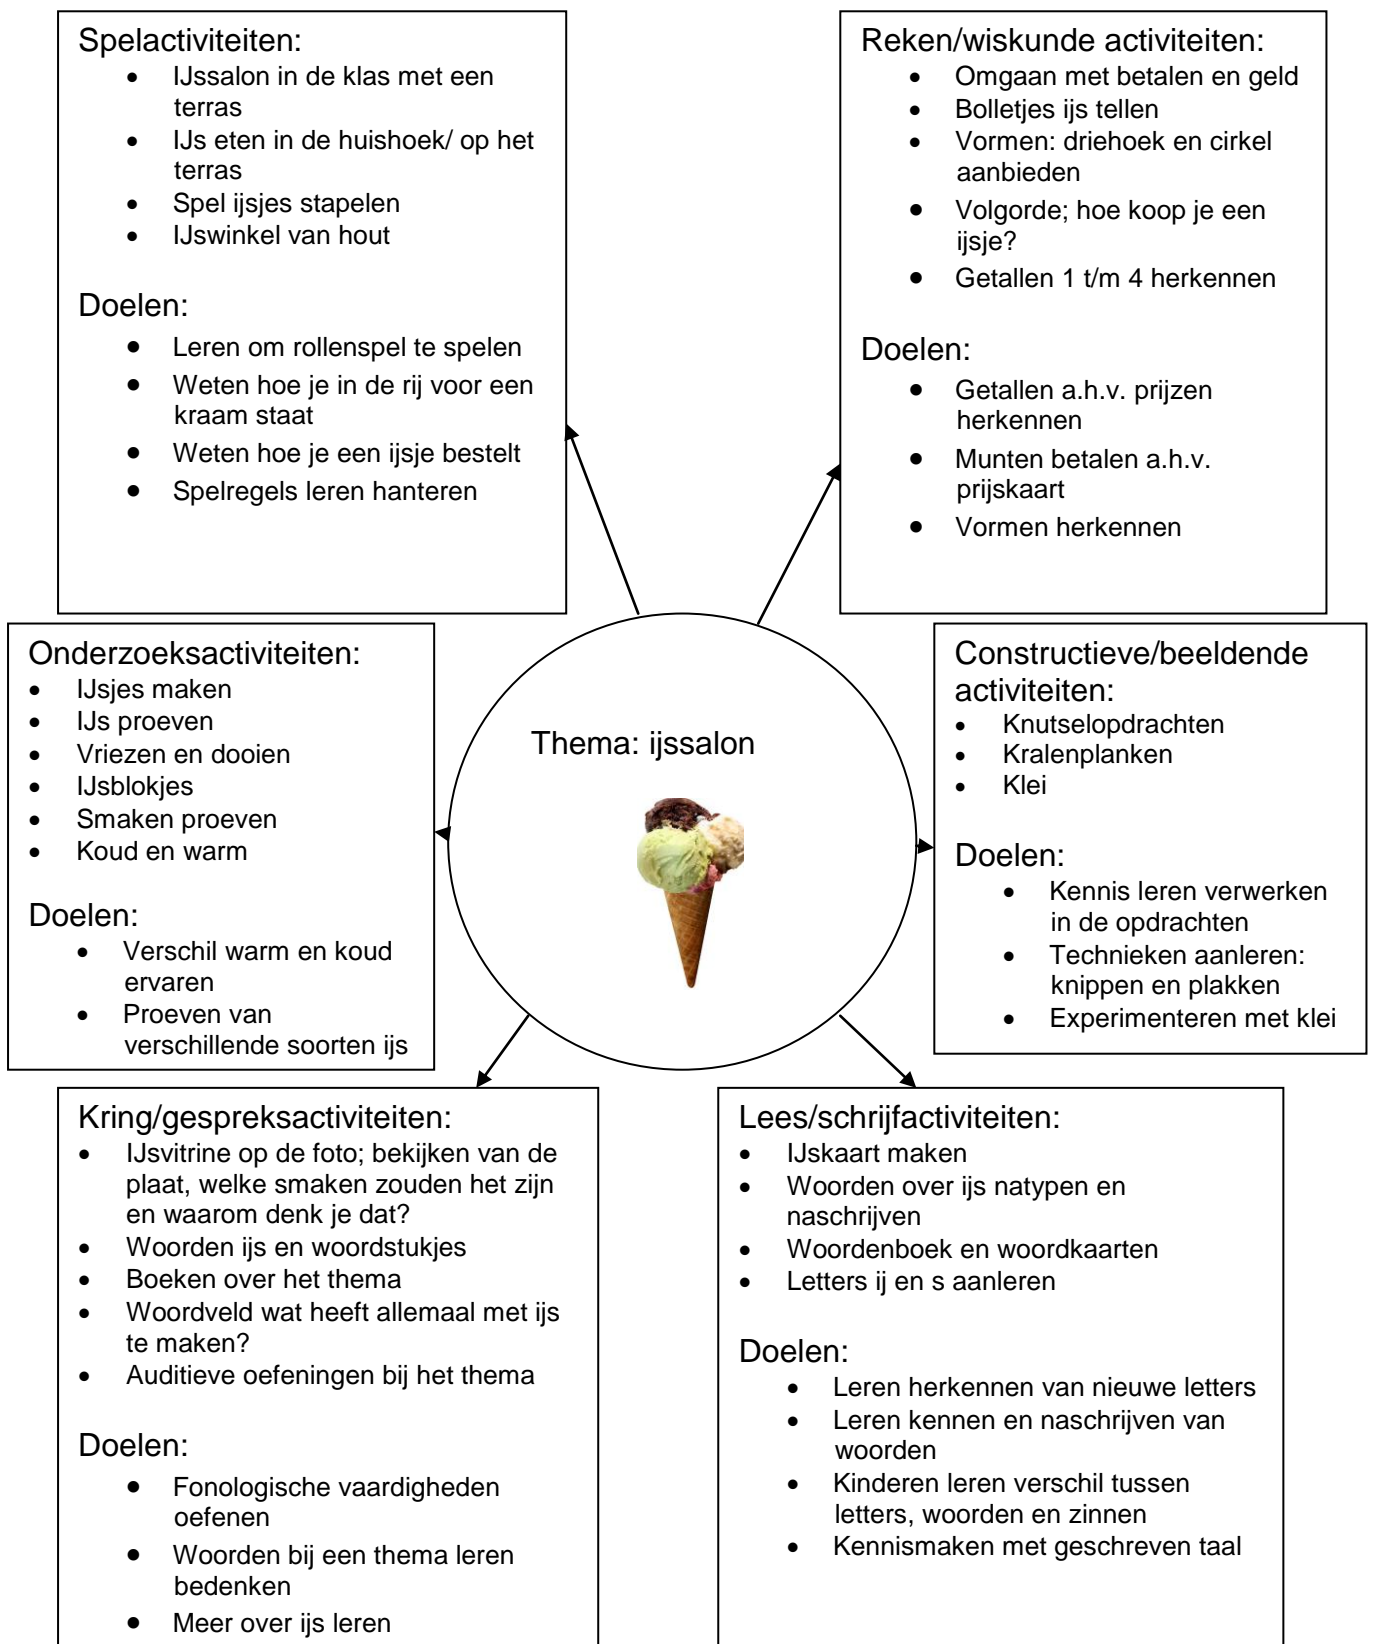 Spelactiviteiten:
• IJssalon in de klas met een
terras
• IJs eten in de huishoek/ op het
terras
• Spel ijsjes stapelen
• IJswinkel van hout
Doelen:
• Leren om rollenspel te spelen
• Weten hoe je in de rij voor een
kraam staat
• Weten hoe je een ijsje bestelt
• Spelregels leren hanteren
Reken/wiskunde activiteiten:
• Omgaan met betalen en geld
• Bolletjes ijs tellen
• Vormen: driehoek en cirkel
aanbieden
• Volgorde; hoe koop je een
ijsje?
• Getallen 1 t/m 4 herkennen
Doelen:
• Getallen a.h.v. prijzen
herkennen
• Munten betalen a.h.v.
prijskaart
• Vormen herkennen
Onderzoeksactiviteiten:
• IJsjes maken
• IJs proeven
• Vriezen en dooien
• IJsblokjes
• Smaken proeven
• Koud en warm
Doelen:
• Verschil warm en koud
ervaren
• Proeven van
verschillende soorten ijs
Thema: ijssalon
Constructieve/beeldende
activiteiten:
• Knutselopdrachten
• Kralenplanken
• Klei
Doelen:
• Kennis leren verwerken
in de opdrachten
• Technieken aanleren:
knippen en plakken
• Experimenteren met klei
Kring/gespreksactiviteiten:
• IJsvitrine op de foto; bekijken van de
plaat, welke smaken zouden het zijn
en waarom denk je dat?
• Woorden ijs en woordstukjes
• Boeken over het thema
• Woordveld wat heeft allemaal met ijs
te maken?
• Auditieve oefeningen bij het thema
Doelen:
• Fonologische vaardigheden
oefenen
• Woorden bij een thema leren
bedenken
• Meer over ijs leren
Lees/schrijfactiviteiten:
• IJskaart maken
• Woorden over ijs natypen en
naschrijven
• Woordenboek en woordkaarten
• Letters ij en s aanleren
Doelen:
• Leren herkennen van nieuwe letters
• Leren kennen en naschrijven van
woorden
• Kinderen leren verschil tussen
letters, woorden en zinnen
• Kennismaken met geschreven taal